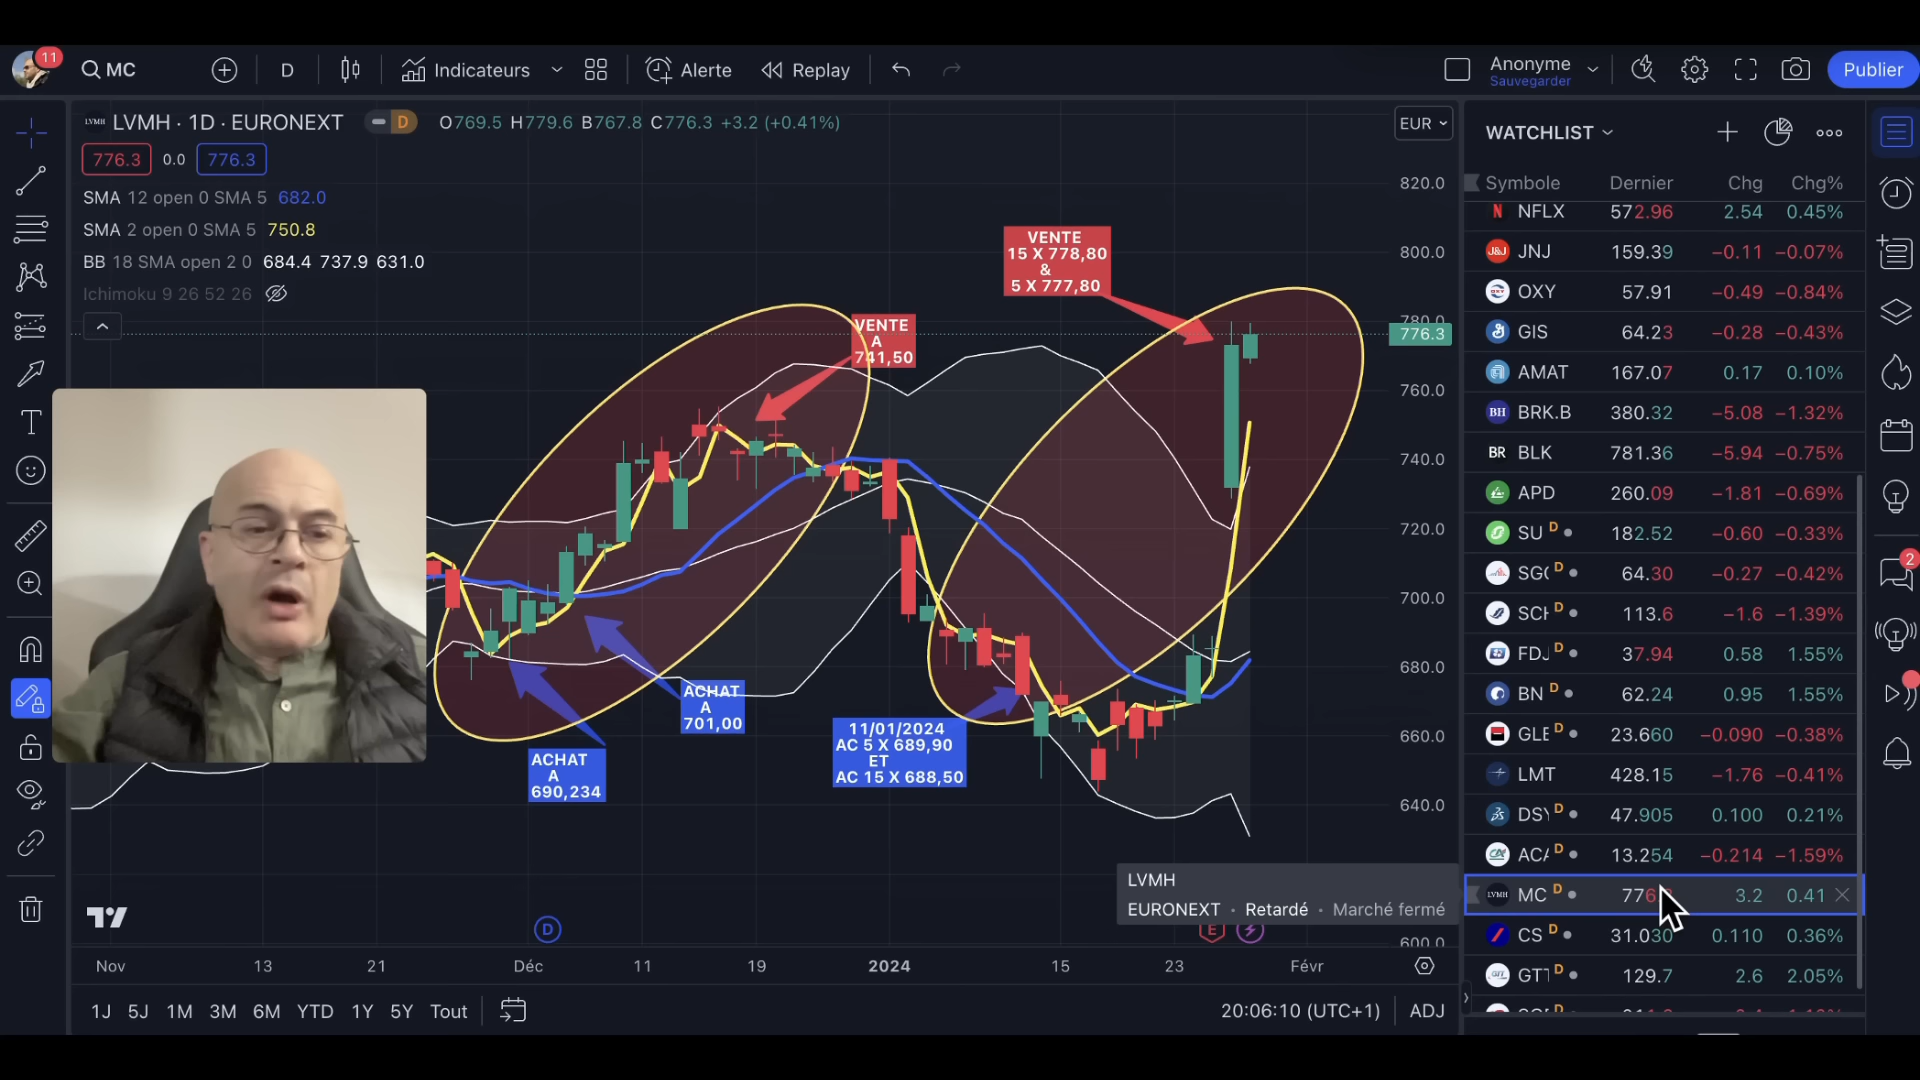 11
MC
D
Indicateurs
Alerte
Replay
Anonyme
Sauvegarder
Publier
LVMH
LVMH · 1D · EURONEXT
D
O769.5 H779.6 B767.8 C776.3 +3.2 (+0.41%)
EUR
776.3 0.0 776.3
SMA 12 open 0 SMA 5 682.0
SMA 2 open 0 SMA 5 750.8
BB 18 SMA open 2 0 684.4 737.9 631.0
Ichimoku 9 26 52 26
VENTE
A
741,50
VENTE
15 X 778,80
&
5 X 777,80
ACHAT
A
690,234
ACHAT
A
701,00
11/01/2024
AC 5 X 689,90
ET
AC 15 X 688,50
820.0
800.0
780.0
776.3
760.0
740.0
720.0
700.0
680.0
660.0
640.0
600.0
LVMH
EURONEXT · Retardé · Marché fermé
D
E
Nov 13 21 Déc 11 19 2024 15 23 Févr
1J 5J 1M 3M 6M YTD 1Y 5Y Tout
20:06:10 (UTC+1) ADJ
WATCHLIST
Symbole Dernier Chg Chg%
NFLX 572.96 2.54 0.45%
J&J JNJ 159.39 −0.11 −0.07%
OXY 57.91 −0.49 −0.84%
GIS 64.23 −0.28 −0.43%
AMAT 167.07 0.17 0.10%
BH BRK.B 380.32 −5.08 −1.32%
BR BLK 781.36 −5.94 −0.75%
APD 260.09 −1.81 −0.69%
SU D 182.52 −0.60 −0.33%
D 64.30 −0.27 −0.42%
D 113.6 −1.6 −1.39%
D 37.94 0.58 1.55%
BN D 62.24 0.95 1.55%
D 23.660 −0.090 −0.38%
LMT 428.15 −1.76 −0.41%
D 47.905 0.100 0.21%
D 13.254 −0.214 −1.59%
LVMH MC D 3.2 0.41
CS D 31.030 0.110 0.36%
D 129.7 2.6 2.05%
2